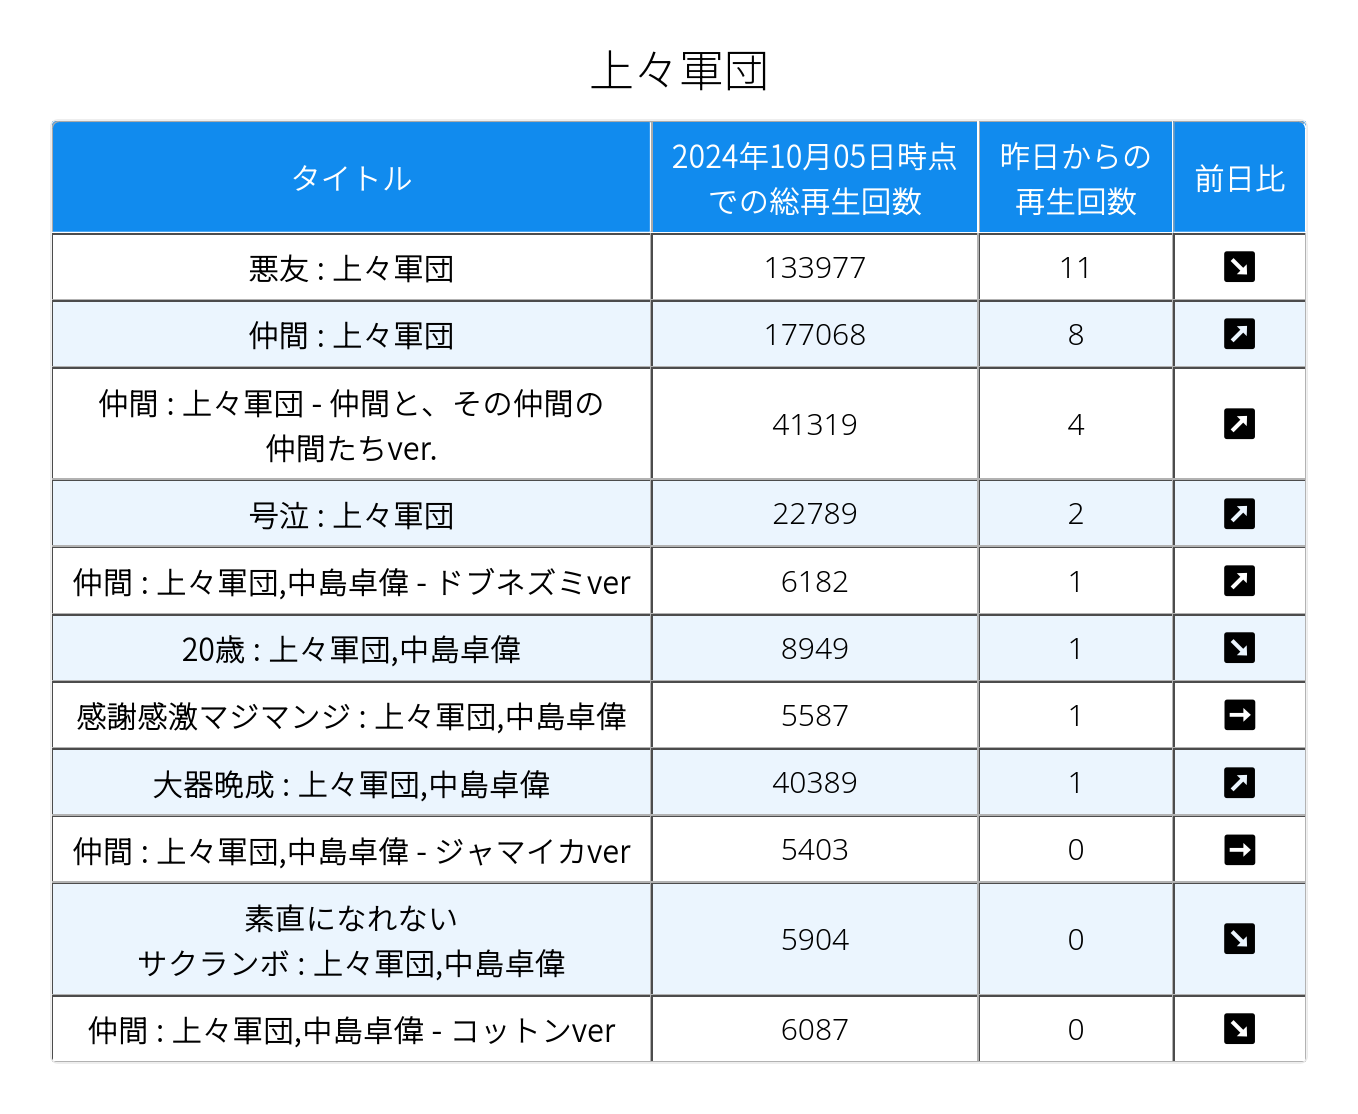 上々軍団
タイトル
2024年10月05日時点
での総再生回数
昨日からの
再生回数
前日比
悪友 : 上々軍団
133977
11
仲間 : 上々軍団
177068
8
仲間 : 上々軍団 - 仲間と、その仲間の
仲間たちver.
41319
4
号泣 : 上々軍団
22789
2
仲間 : 上々軍団,中島卓偉 - ドブネズミver
6182
1
20歳 : 上々軍団,中島卓偉
8949
1
感謝感激マジマンジ : 上々軍団,中島卓偉
5587
1
大器晩成 : 上々軍団,中島卓偉
40389
1
仲間 : 上々軍団,中島卓偉 - ジャマイカver
5403
0
素直になれない
サクランボ : 上々軍団,中島卓偉
5904
0
仲間 : 上々軍団,中島卓偉 - コットンver
6087
0